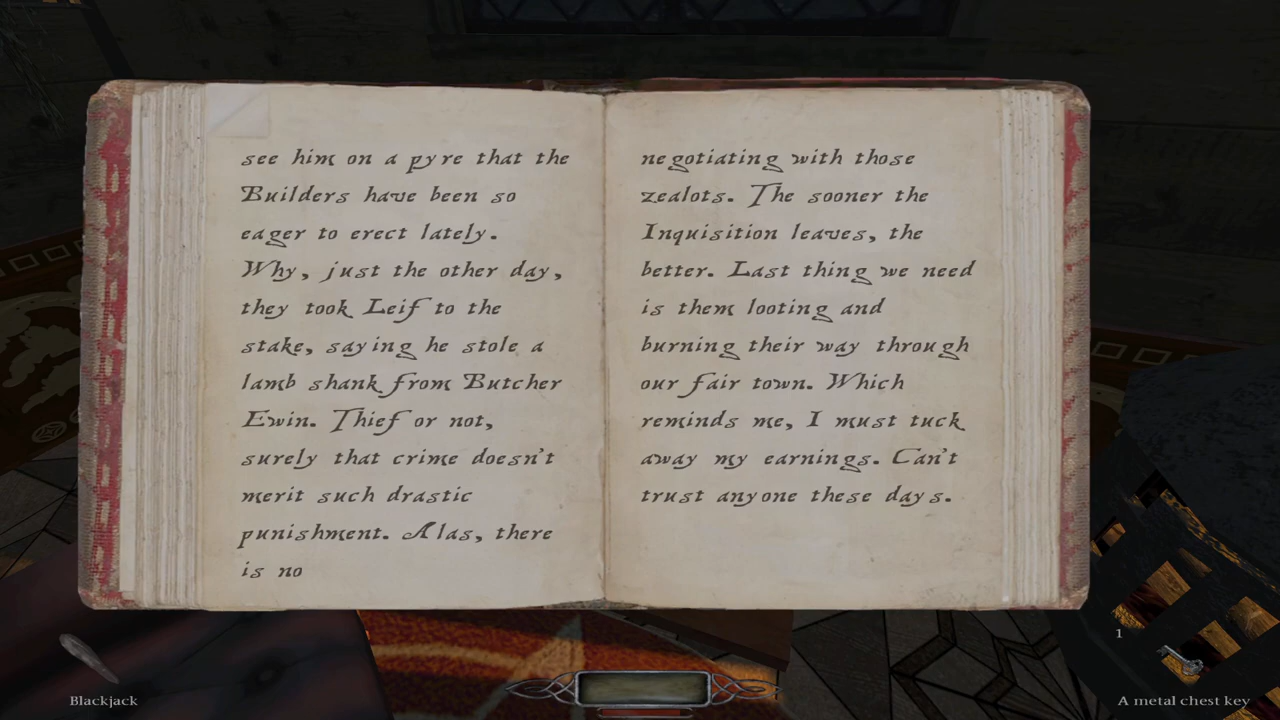 see him on a pyre that the
Builders have been so
eager to erect lately.
Why, just the other day,
they took Leif to the
stake, saying he stole a
lamb shank from Butcher
Ewin. Thief or not,
surely that crime doesn't
merit such drastic
punishment. Alas, there
is no
negotiating with those
zealots. The sooner the
Inquisition leaves, the
better. Last thing we need
is them looting and
burning their way through
our fair town. Which
reminds me, I must tuck
away my earnings. Can't
trust anyone these days.
1
Blackjack
A metal chest key